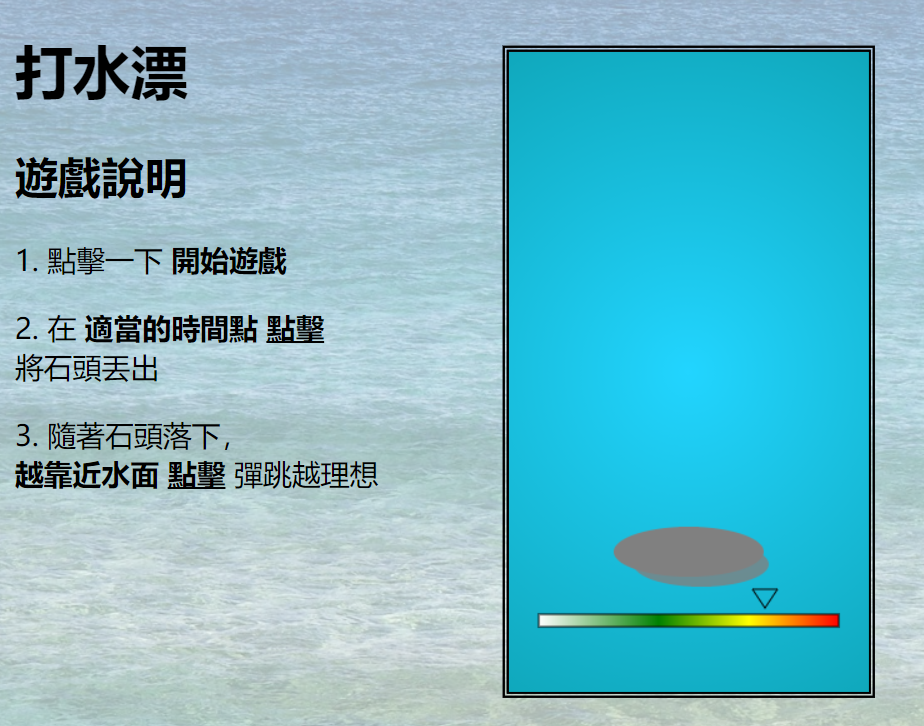 打水漂
遊戲說明
1. 點擊一下 開始遊戲
2. 在 適當的時間點 點擊
將石頭丟出
3. 隨著石頭落下，
越靠近水面 點擊 彈跳越理想